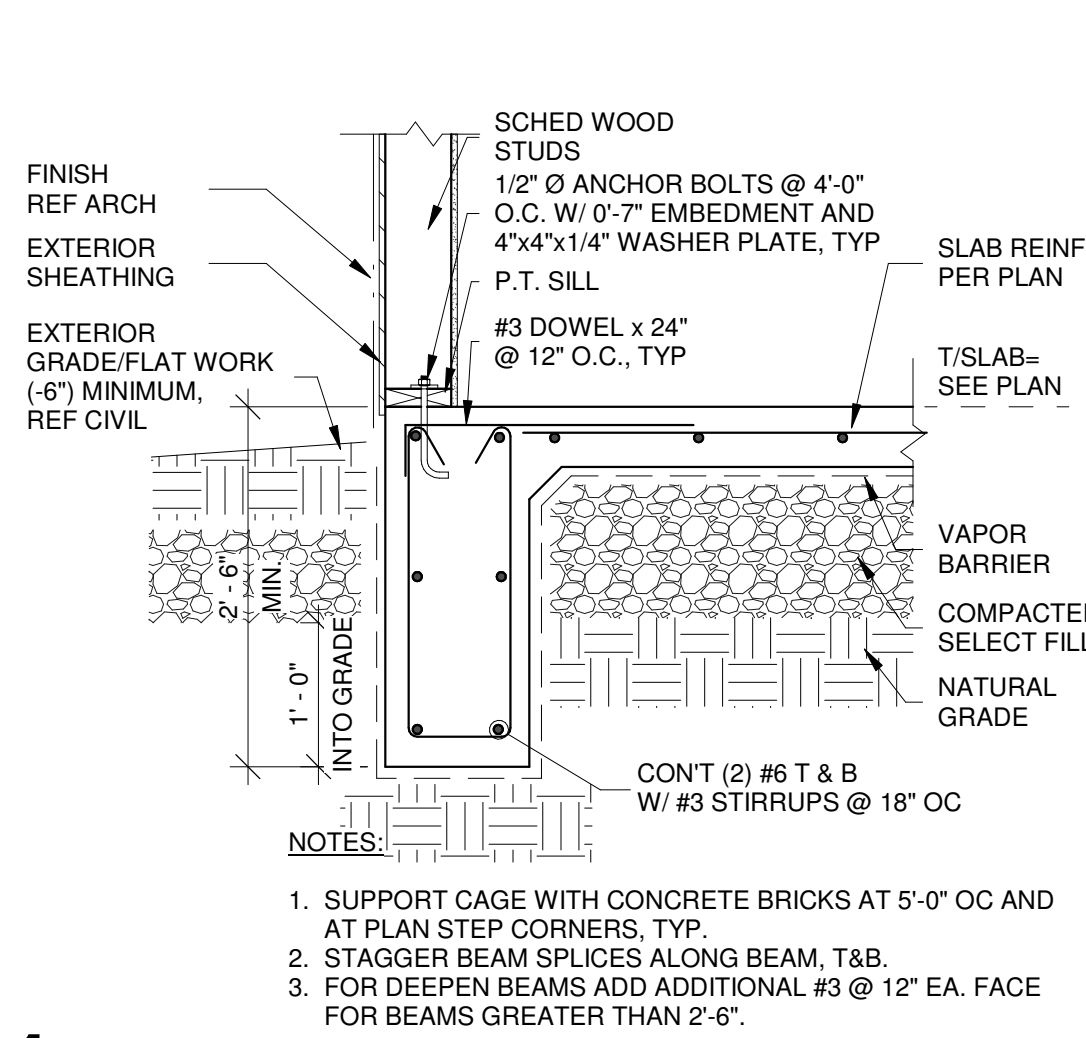 SCHED WOOD
STUDS
1/2" Ø ANCHOR BOLTS @ 4'-0"
O.C. W/ 0'-7" EMBEDMENT AND
4"x4"x1/4" WASHER PLATE, TYP
P.T. SILL
#3 DOWEL x 24"
@ 12" O.C., TYP
FINISH
REF ARCH
EXTERIOR
SHEATHING
EXTERIOR
GRADE/FLAT WORK
(-6") MINIMUM,
REF CIVIL
SLAB REINF
PER PLAN
T/SLAB=
SEE PLAN
VAPOR
BARRIER
COMPACTE
SELECT FILL
NATURAL
GRADE
2' - 6"
MIN.
1' - 0"
INTO GRADE
CON'T (2) #6 T & B
W/ #3 STIRRUPS @ 18" OC
NOTES:
1. SUPPORT CAGE WITH CONCRETE BRICKS AT 5'-0" OC AND
AT PLAN STEP CORNERS, TYP.
2. STAGGER BEAM SPLICES ALONG BEAM, T&B.
3. FOR DEEPEN BEAMS ADD ADDITIONAL #3 @ 12" EA. FACE
FOR BEAMS GREATER THAN 2'-6".